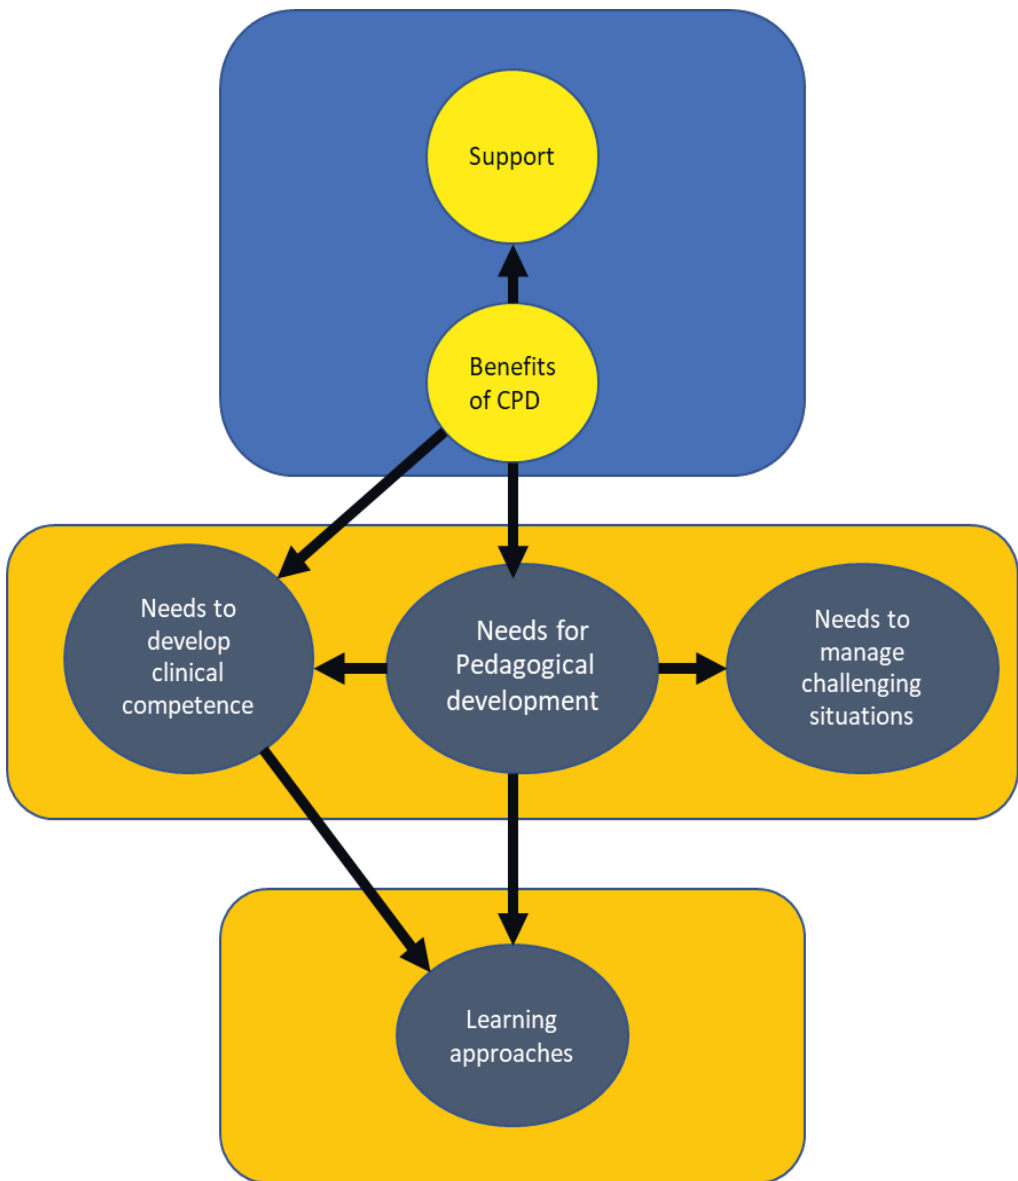 Support
Benefits
of CPD
Needs to
develop
clinical
competence
Needs for
Pedagogical
development
Needs to
manage
challenging
situations
Learning
approaches